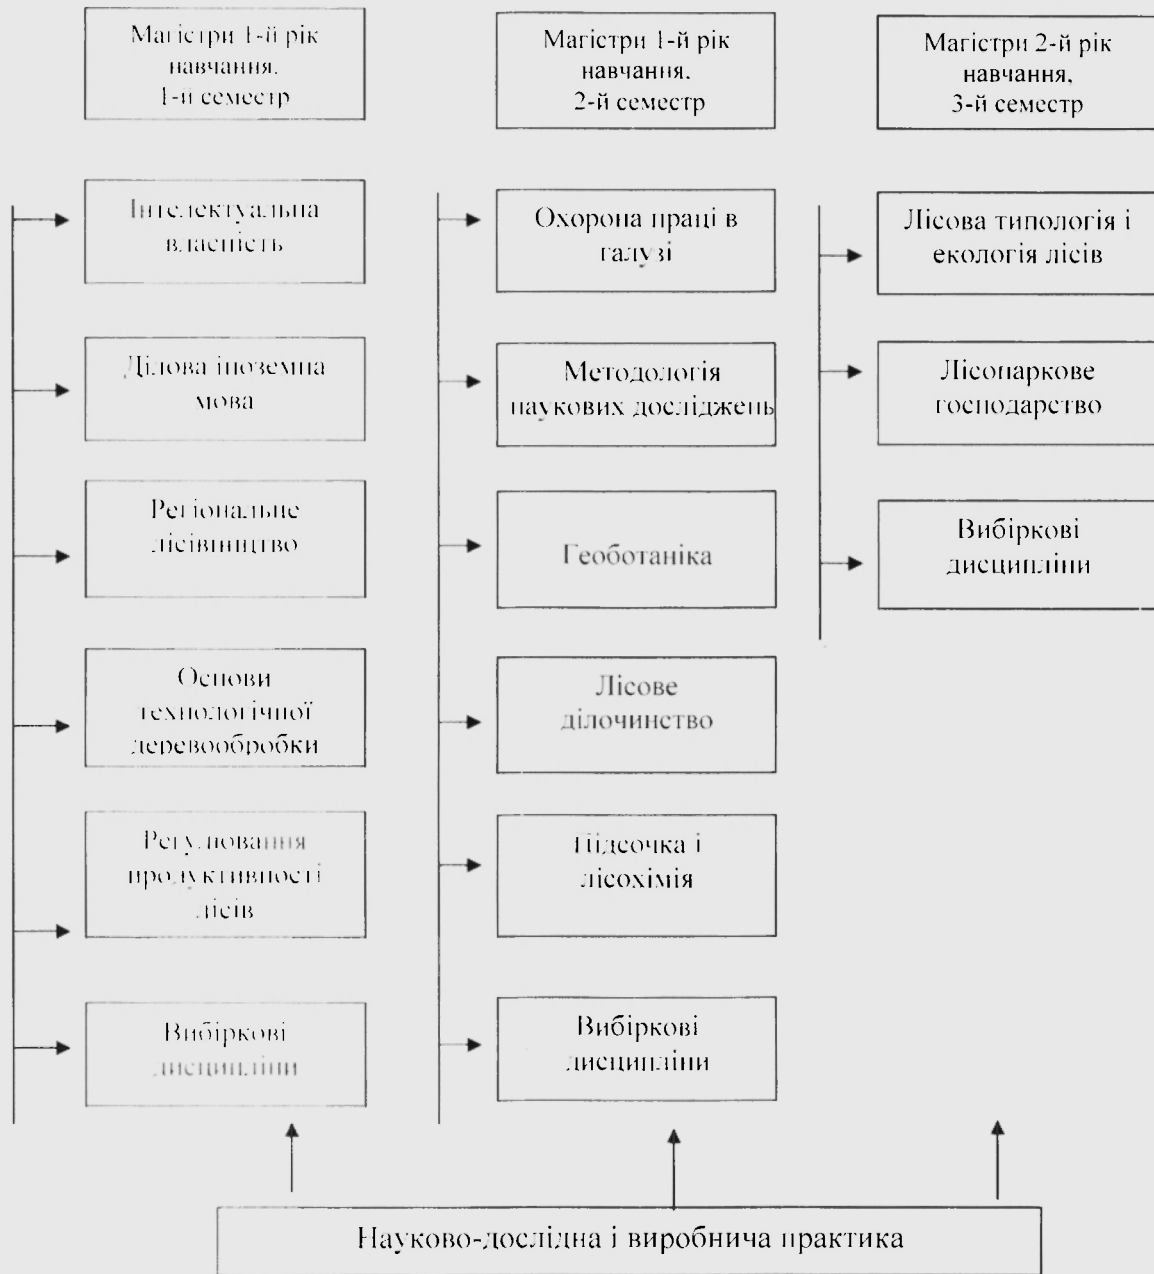 Магістри 1-й рік
навчання.
1-й семестр
Магістри 1-й рік
навчання.
2-й семестр
Магістри 2-й рік
навчання,
3-й семестр
Інтелектуальна
власність
Ділова іноземна
мова
Регіональне
лісівництво
Основи
технологічної
деревообробки
Регулювання
продуктивності
лісів
Вибіркові
дисципліни
Охорона праці в
галузі
Методологія
наукових досліджень
Геоботаніка
Лісове
ділочинство
Підсочка і
лісохімія
Вибіркові
дисципліни
Лісова типологія і
екологія лісів
Лісопаркове
господарство
Вибіркові
дисципліни
Науково-дослідна і виробнича практика